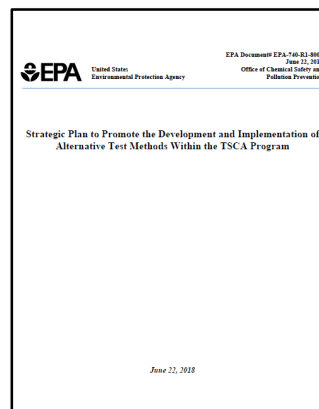 EPA Document# EPA-740-R1-800
June 22, 201
Office of Chemical Safety an
Pollution Preventio
EPA
United States
Environmental Protection Agency
Strategic Plan to Promote the Development and Implementation of
Alternative Test Methods Within the TSCA Program
June 22, 2018